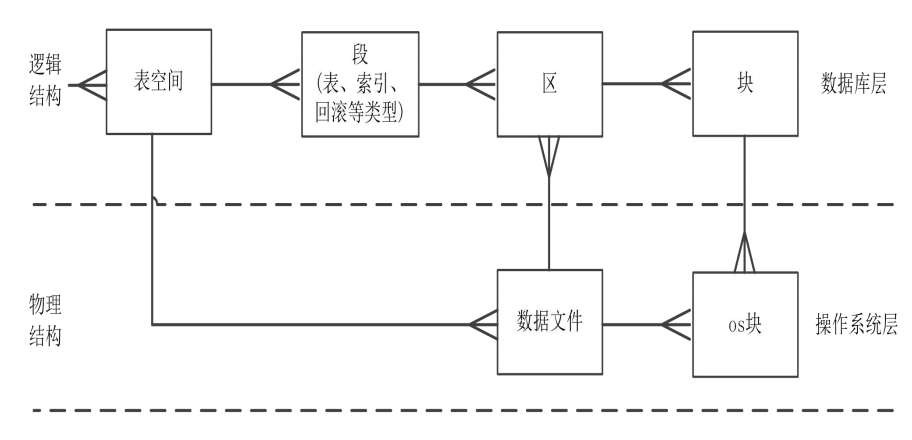 逻辑
结构
表空间
段
(表、索引、
回滚等类型)
区
块
数据库层
物理
结构
数据文件
os块
操作系统层